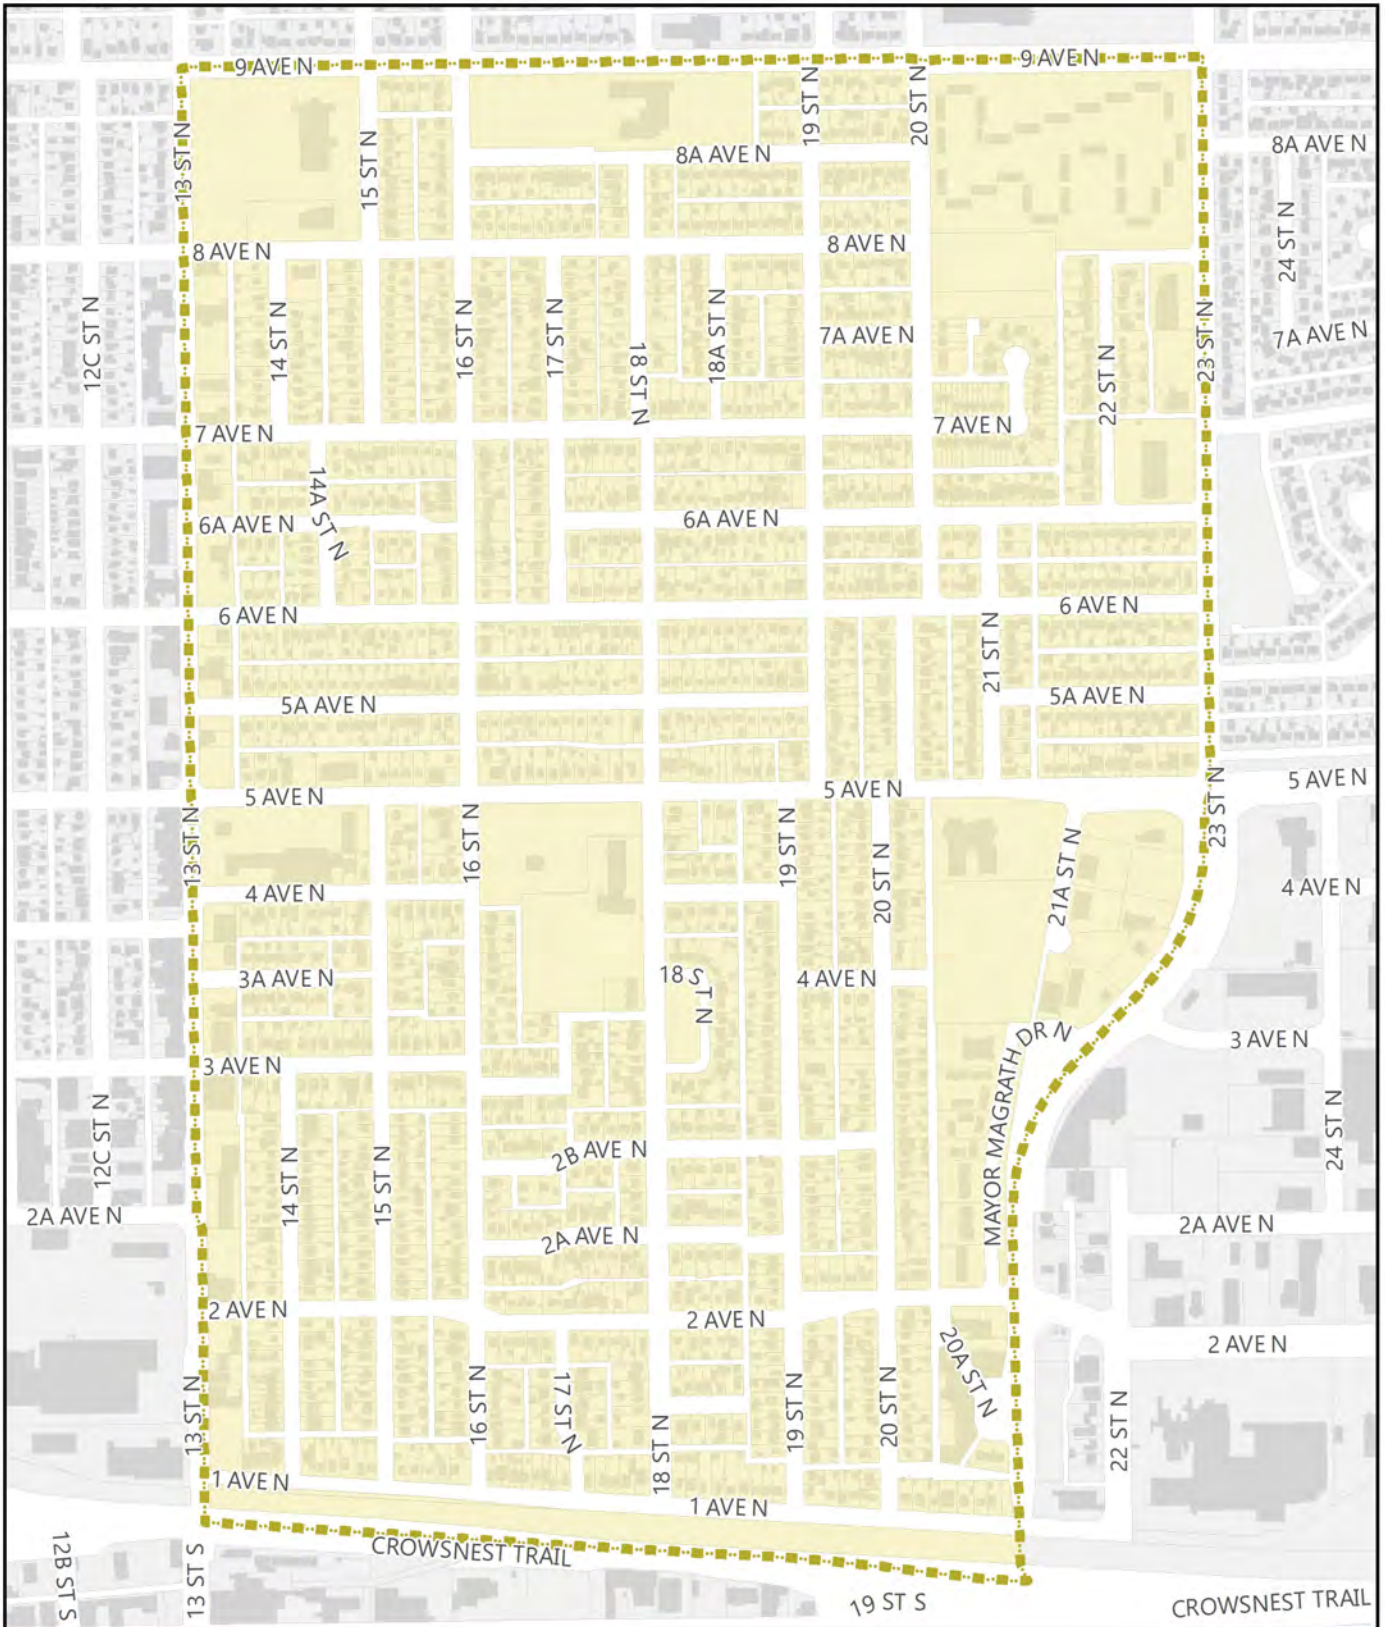 9 AVE N
9 AVE N
13 ST N
15 ST N
19 ST N
20 ST N
8A AVE N
8A AVE N
8 AVE N
8 AVE N
24 ST N
12C ST N
14 ST N
16 ST N
17 ST N
18 ST N
18A ST N
7A AVE N
22 ST N
23 ST N
7A AVE N
7 AVE N
7 AVE N
14A ST N
6A AVE N
6A AVE N
6 AVE N
6 AVE N
21 ST N
5A AVE N
5A AVE N
5 AVE N
5 AVE N
23 ST N
5 AVE N
13 ST N
16 ST N
19 ST N
20 ST N
21A ST N
4 AVE N
4 AVE N
3A AVE N
18 ST N
4 AVE N
3 AVE N
MAYOR MAGRATH DR N
3 AVE N
12C ST N
14 ST N
15 ST N
2B AVE N
24 ST N
2A AVE N
2A AVE N
2A AVE N
2 AVE N
2 AVE N
2 AVE N
13 ST N
16 ST N
17 ST N
18 ST N
19 ST N
20 ST N
20A ST N
22 ST N
1 AVE N
1 AVE N
12B ST S
13 ST S
CROWSNEST TRAIL
19 ST S
CROWSNEST TRAIL